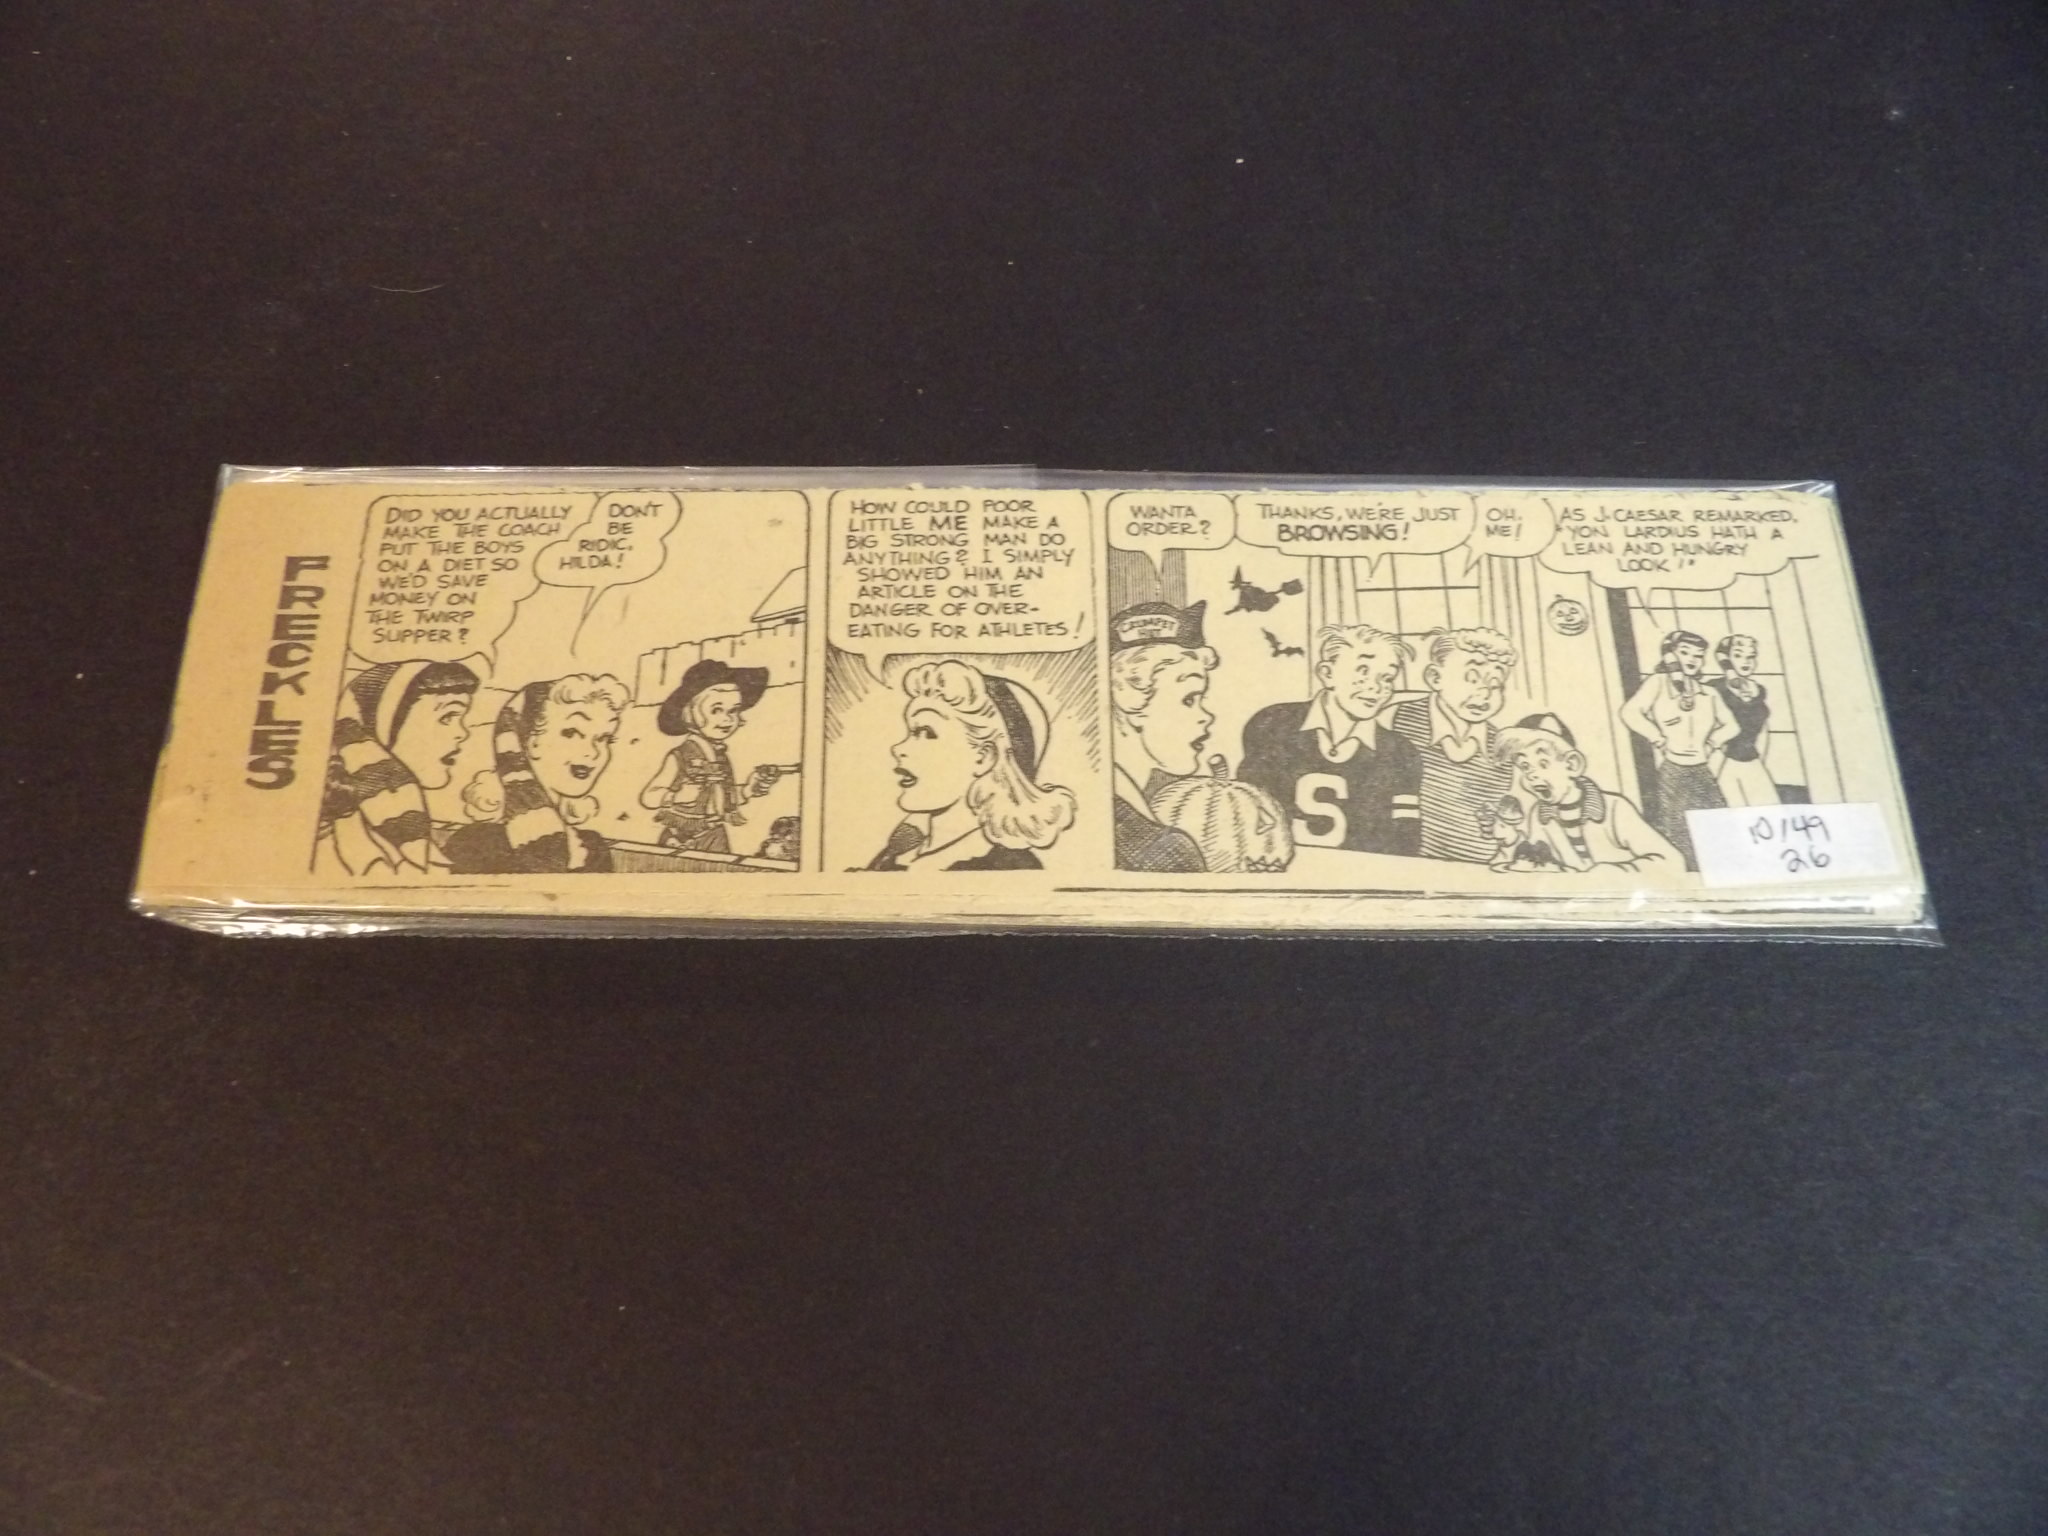 FRECKLES
DID YOU ACTUALLY
MAKE THE COACH
PUT THE BOYS
ON A DIET SO
WE'D SAVE
MONEY ON
THE TWIRP
SUPPER?
DON'T
BE
RIDIC,
HILDA!
HOW COULD POOR
LITTLE ME MAKE A
BIG STRONG MAN DO
ANYTHING? I SIMPLY
SHOWED HIM AN
ARTICLE ON THE
DANGER OF OVER-
EATING FOR ATHLETES!
WANTA
ORDER?
THANKS, WE'RE JUST
BROWSING!
OH,
ME!
AS J. CAESAR REMARKED,
"YON LARDIUS HATH A
LEAN AND HUNGRY
LOOK!"
CRUMPET
HUT
S
10/49
26